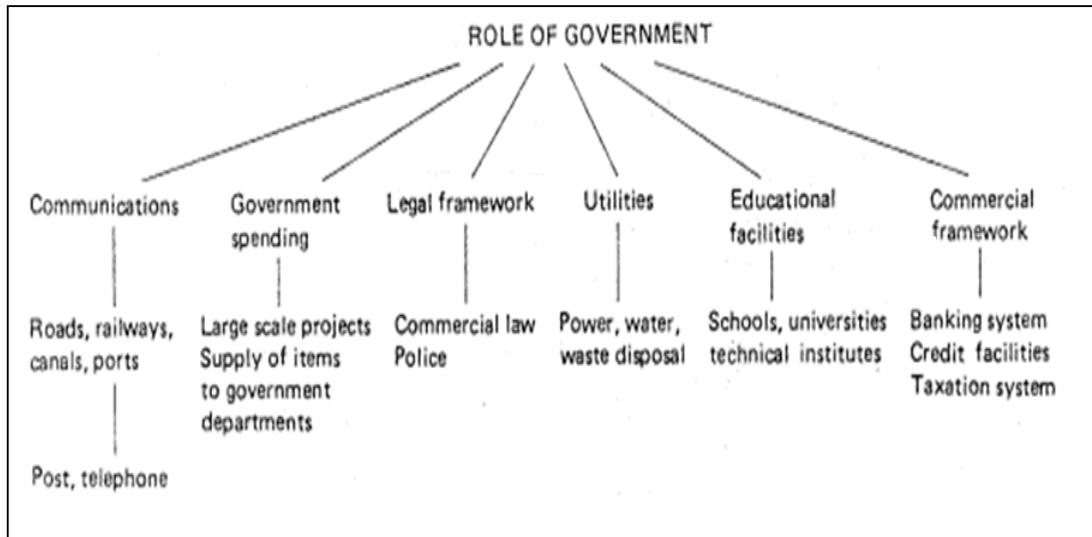 ROLE OF GOVERNMENT
Communications
Government
spending
Legal framework
Utilities
Educational
facilities
Commercial
framework
Roads, railways,
canals, ports
Large scale projects
Supply of items
to government
departments
Commercial law
Police
Power, water,
waste disposal
Schools, universities
technical institutes
Banking system
Credit facilities
Taxation system
Post, telephone